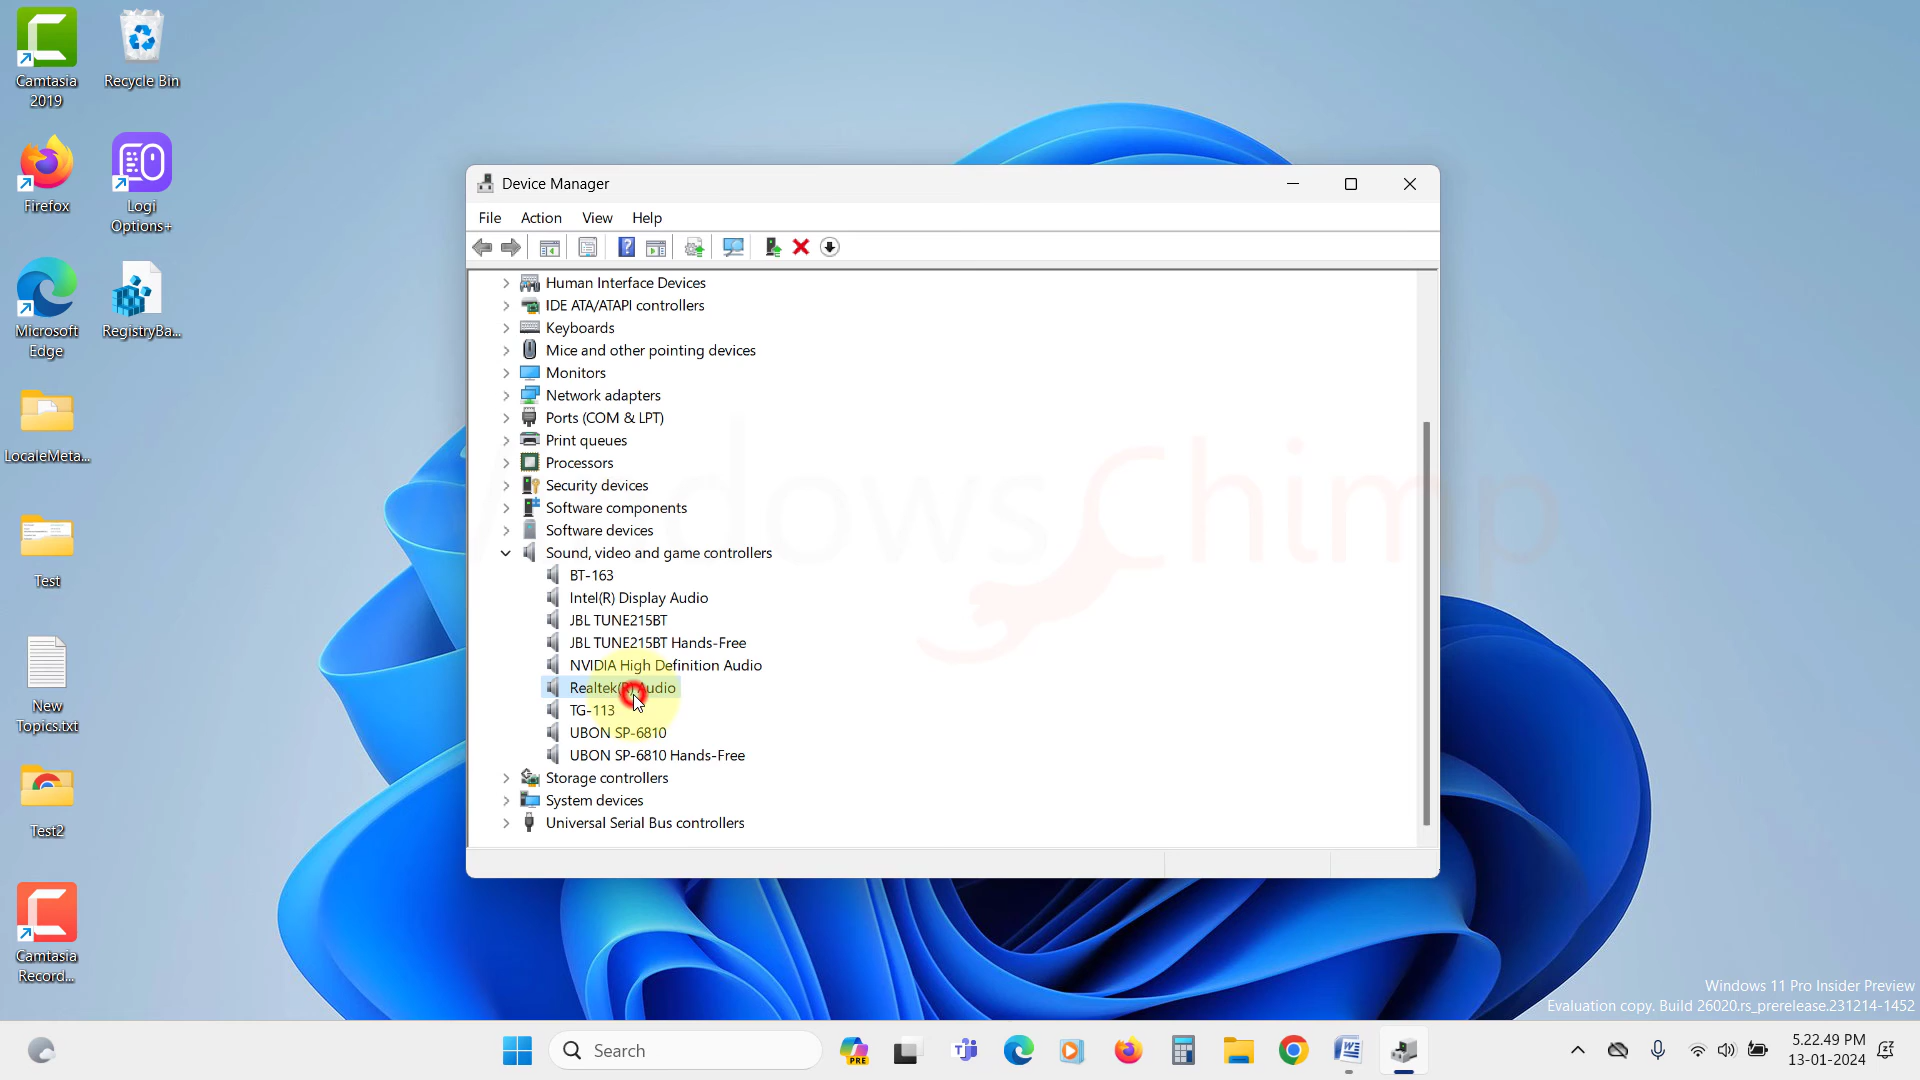 Camtasia
2019
Recycle Bin
Firefox
Logi
Options+
Microsoft
Edge
RegistryBa...
LocaleMeta...
Test
New
Topics.txt
Test2
Camtasia
Record...
Device Manager
File Action View Help
Human Interface Devices
IDE ATA/ATAPI controllers
Keyboards
Mice and other pointing devices
Monitors
Network adapters
Ports (COM & LPT)
Print queues
Processors
Security devices
Software components
Software devices
Sound, video and game controllers
BT-163
Intel(R) Display Audio
JBL TUNE215BT
JBL TUNE215BT Hands-Free
NVIDIA High Definition Audio
Realtek(R) Audio
TG-113
UBON SP-6810
UBON SP-6810 Hands-Free
Storage controllers
System devices
Universal Serial Bus controllers
WindowsChimp
Windows 11 Pro Insider Preview
Evaluation copy. Build 26020.rs_prerelease.231214-1452
Search
PRE
5.22.49 PM
13-01-2024